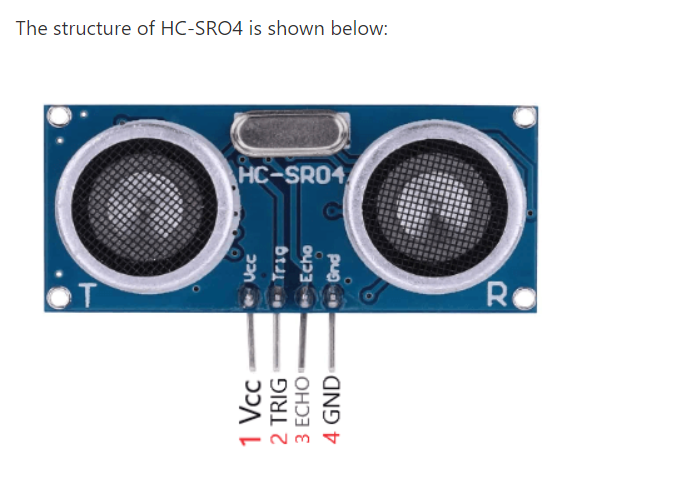 The structure of HC-SR04 is shown below:
HC-SR04
Vcc
Trig
Echo
Gnd
T
R
1 Vcc
2 TRIG
3 ECHO
4 GND